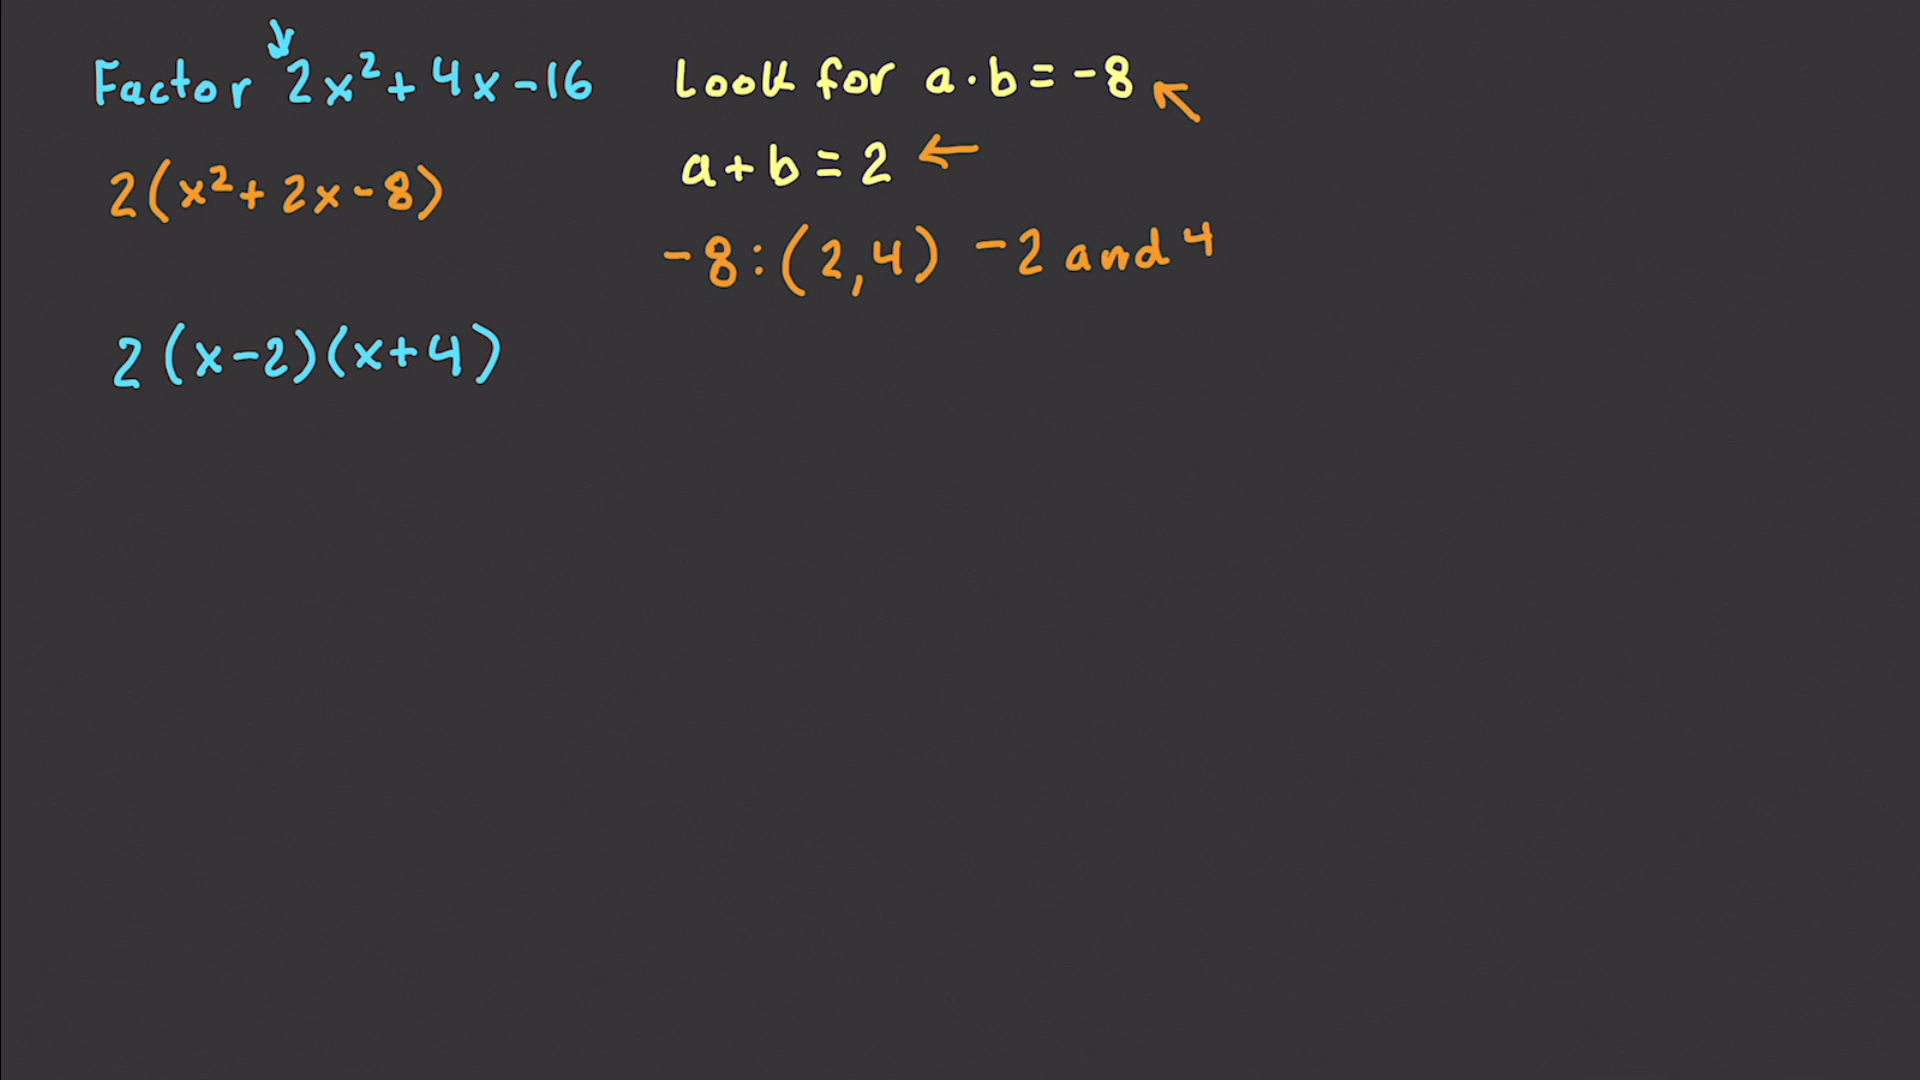 Factor 2x²+4x-16
2(x²+2x-8)
2(x-2)(x+4)
Look for a·b=-8
a+b=2
-8:(2,4) -2 and 4